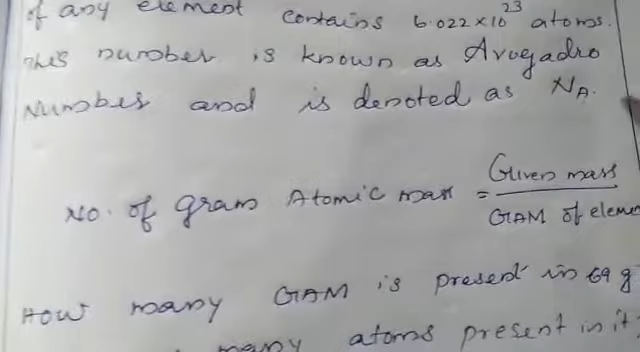 of any element contains 6.022×10²³ atoms.
This number is known as Avogadro
Number and is denoted as NA.
No. of gram Atomic mass = Given mass / GAM of elemen
How many GAM is present in 69 g
many atoms present in it